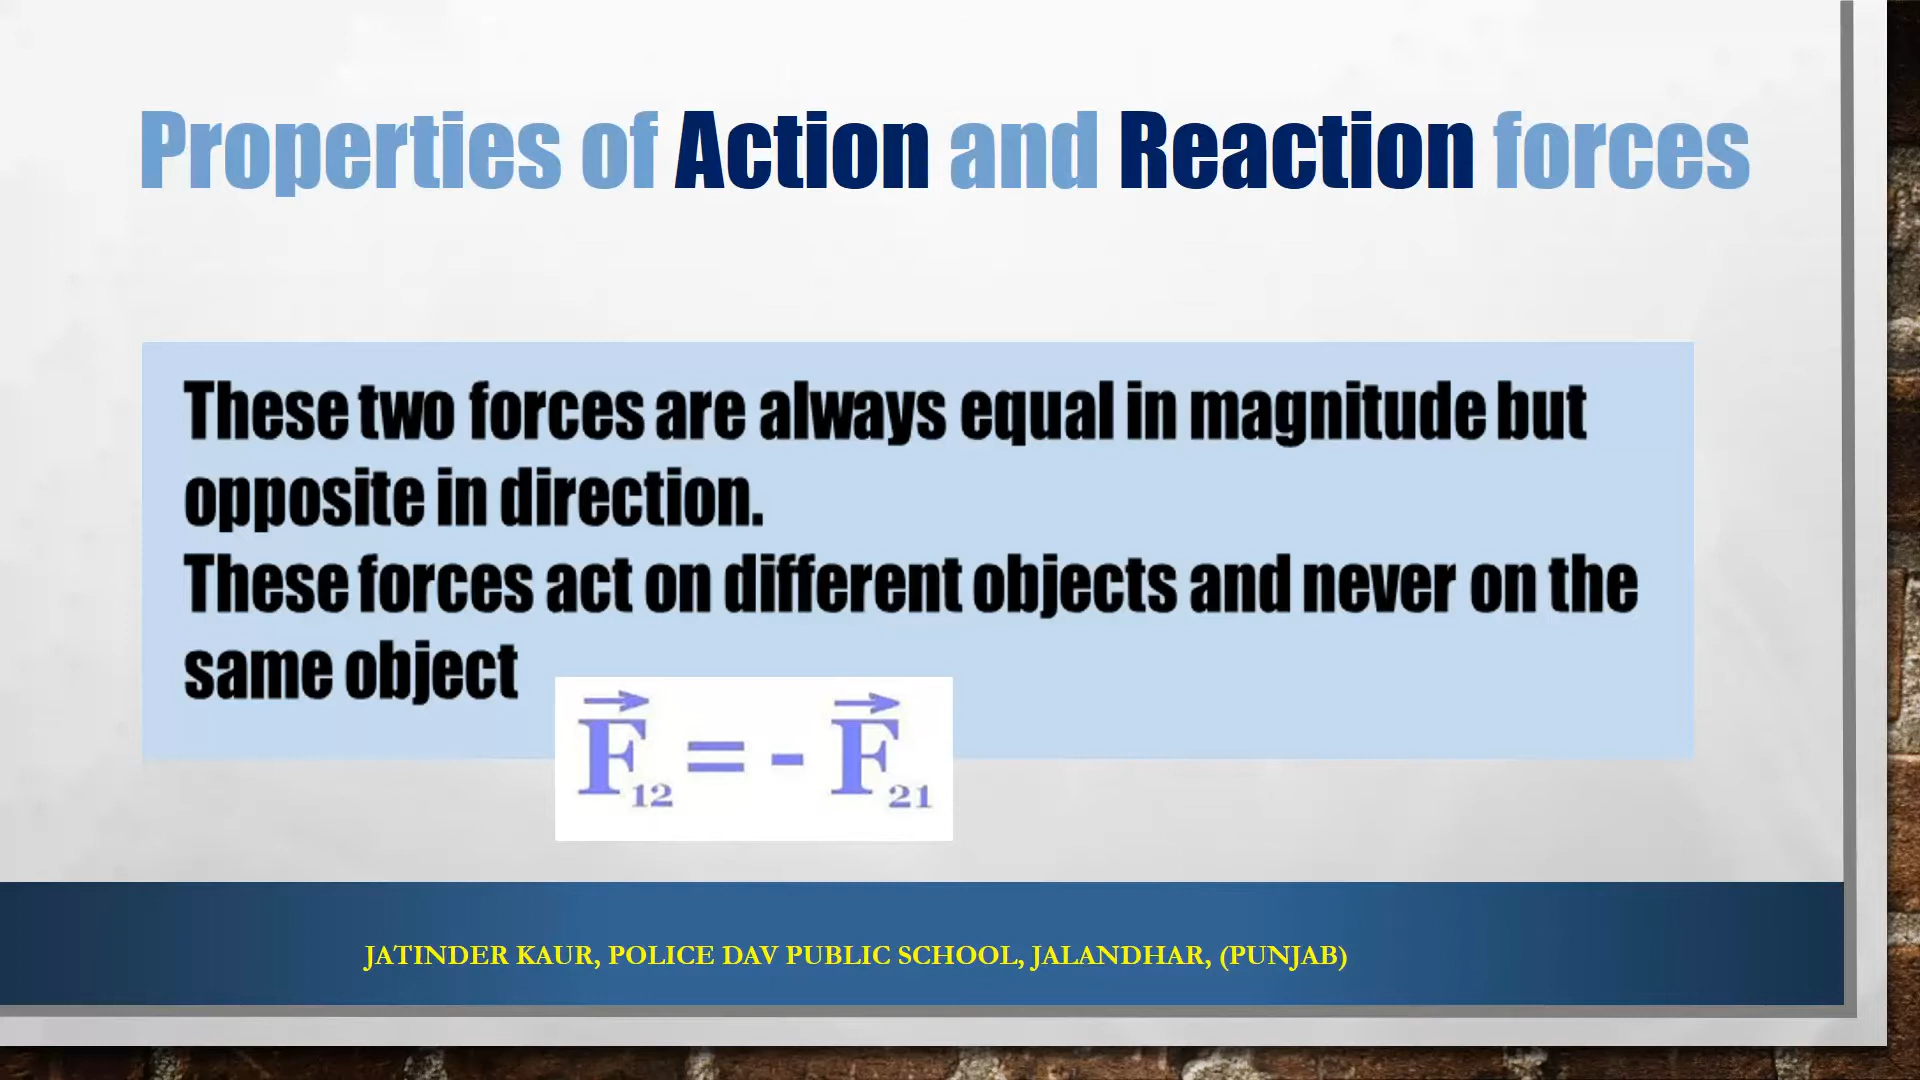 Properties of Action and Reaction forces
These two forces are always equal in magnitude but
opposite in direction.
These forces act on different objects and never on the
same object
F⃗₁₂ = - F⃗₂₁
JATINDER KAUR, POLICE DAV PUBLIC SCHOOL, JALANDHAR, (PUNJAB)